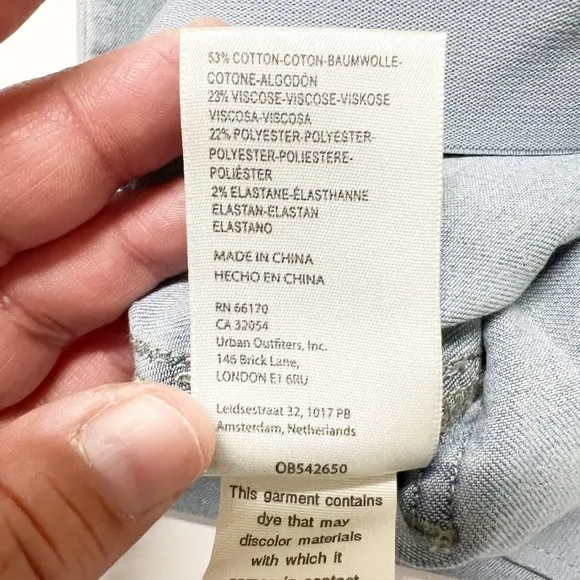 53% COTTON-COTON-BAUMWOLLE-
COTONE-ALGODÓN
23% VISCOSE-VISCOSE-VISKOSE
VISCOSA-VISCOSA
22% POLYESTER-POLYESTER-
POLYESTER-POLIESTERE-
POLIÉSTER
2% ELASTANE-ÉLASTHANNE
ELASTAN-ELASTAN
ELASTANO
MADE IN CHINA
HECHO EN CHINA
RN 66170
CA 32054
Urban Outfitters, Inc.
146 Brick Lane,
LONDON E1 6RU
Leidsestraat 32, 1017 PB
Amsterdam, Netherlands
OB542650
This garment contains
dye that may
discolor materials
with which it
comes in contact